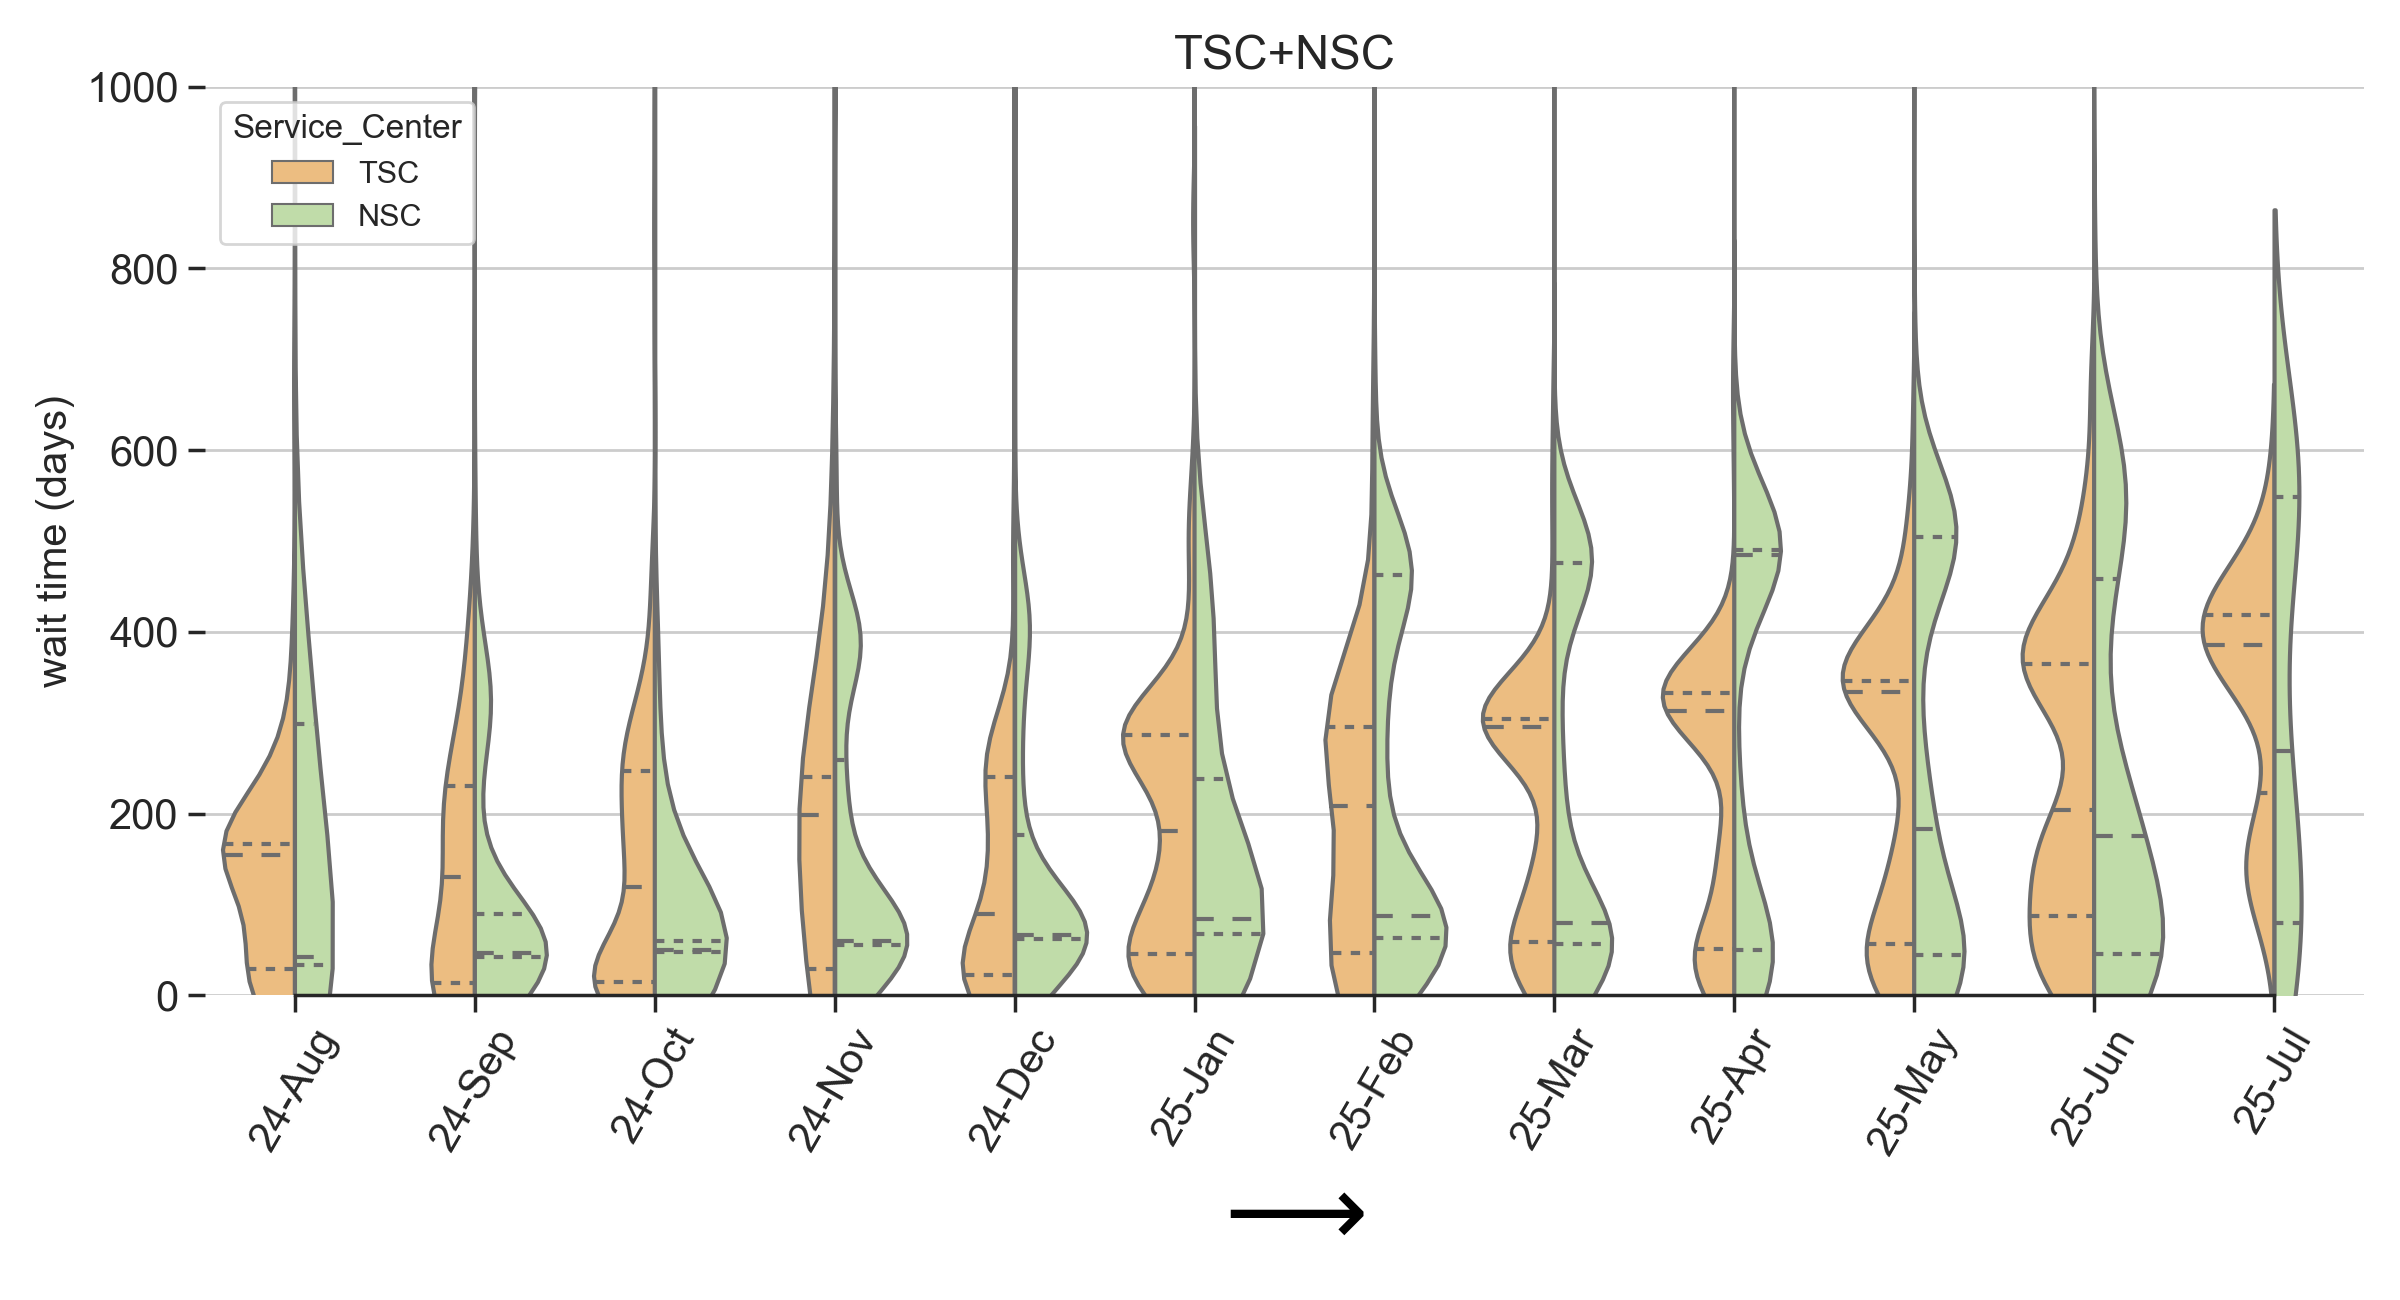 TSC+NSC
1000
800
600
400
200
0
wait time (days)
Service_Center
TSC
NSC
24-Aug
24-Sep
24-Oct
24-Nov
24-Dec
25-Jan
25-Feb
25-Mar
25-Apr
25-May
25-Jun
25-Jul